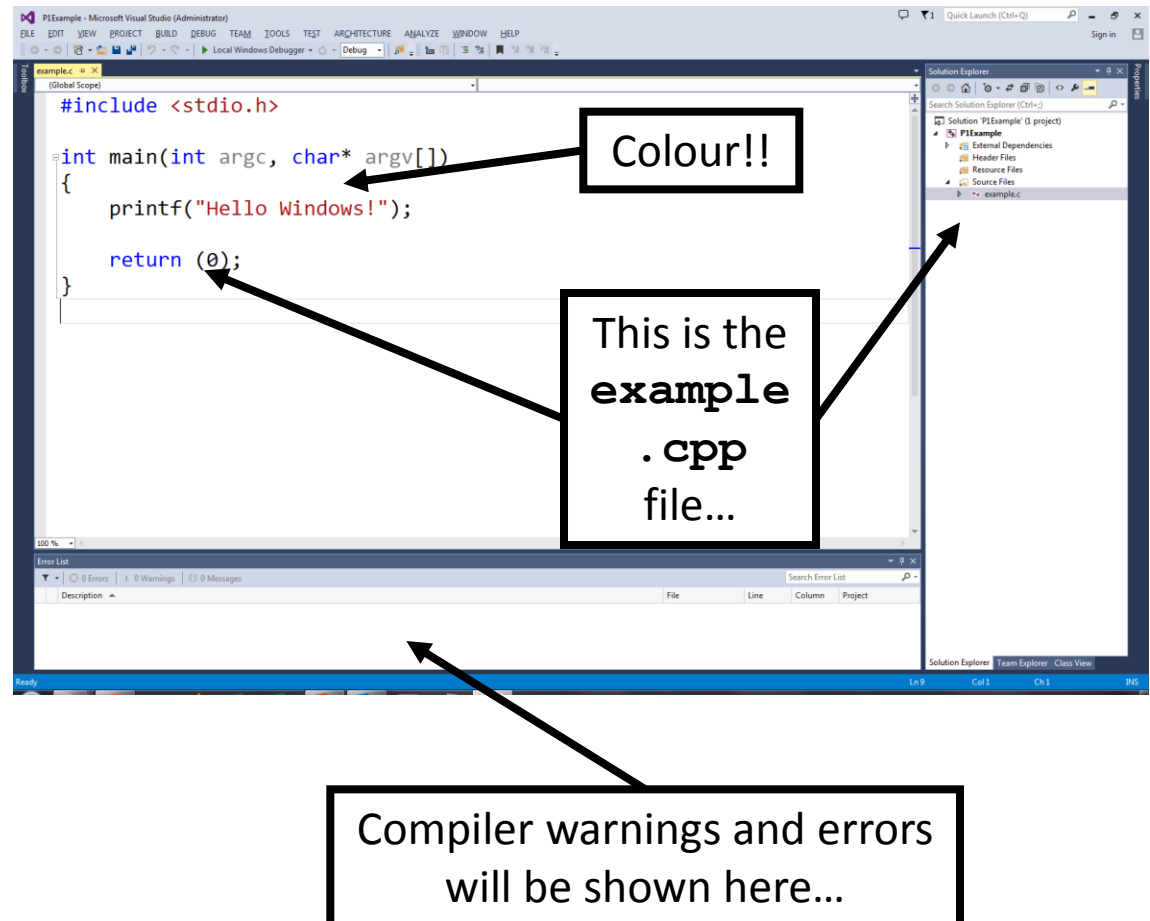 P1Example - Microsoft Visual Studio (Administrator)
1 Quick Launch (Ctrl+Q)
FILE EDIT VIEW PROJECT BUILD DEBUG TEAM TOOLS TEST ARCHITECTURE ANALYZE WINDOW HELP
Sign in
Local Windows Debugger Debug
Toolbox
example.c
(Global Scope)
#include <stdio.h>
int main(int argc, char* argv[])
{
printf("Hello Windows!");
return (0);
}
100 %
Colour!!
This is the
example
.cpp
file…
Solution Explorer
Search Solution Explorer (Ctrl+;)
Solution 'P1Example' (1 project)
P1Example
External Dependencies
Header Files
Resource Files
Source Files
example.c
Properties
Error List
0 Errors 0 Warnings 0 Messages
Search Error List
Description File Line Column Project
Solution Explorer Team Explorer Class View
Ready Ln 9 Col 1 Ch 1 INS
Compiler warnings and errors
will be shown here…